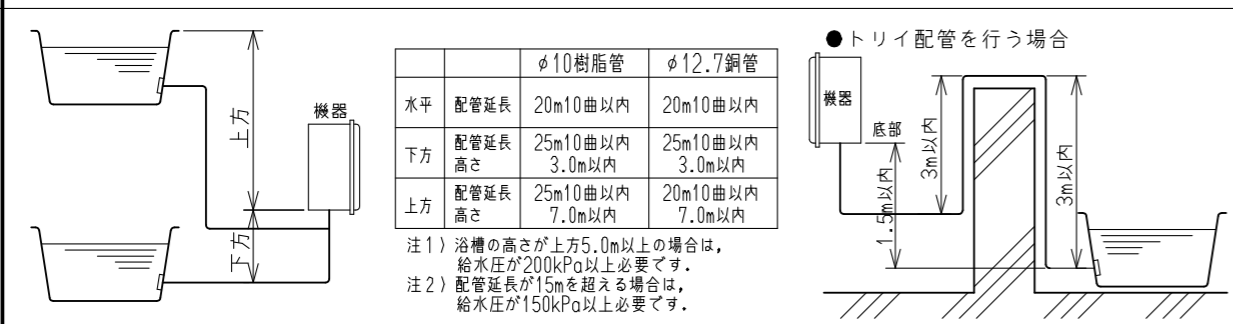 上方
下方
機器
φ10樹脂管 φ12.7銅管
水平 配管延長 20m10曲以内 20m10曲以内
下方 配管延長 25m10曲以内 25m10曲以内
高さ 3.0m以内 3.0m以内
上方 配管延長 25m10曲以内 20m10曲以内
高さ 7.0m以内 7.0m以内
注1) 浴槽の高さが上方5.0m以上の場合は,
給水圧が200kPa以上必要です.
注2) 配管延長が15mを超える場合は,
給水圧が150kPa以上必要です.
●トリイ配管を行う場合
機器
底部
1.5m以内
3m以内
3m以内